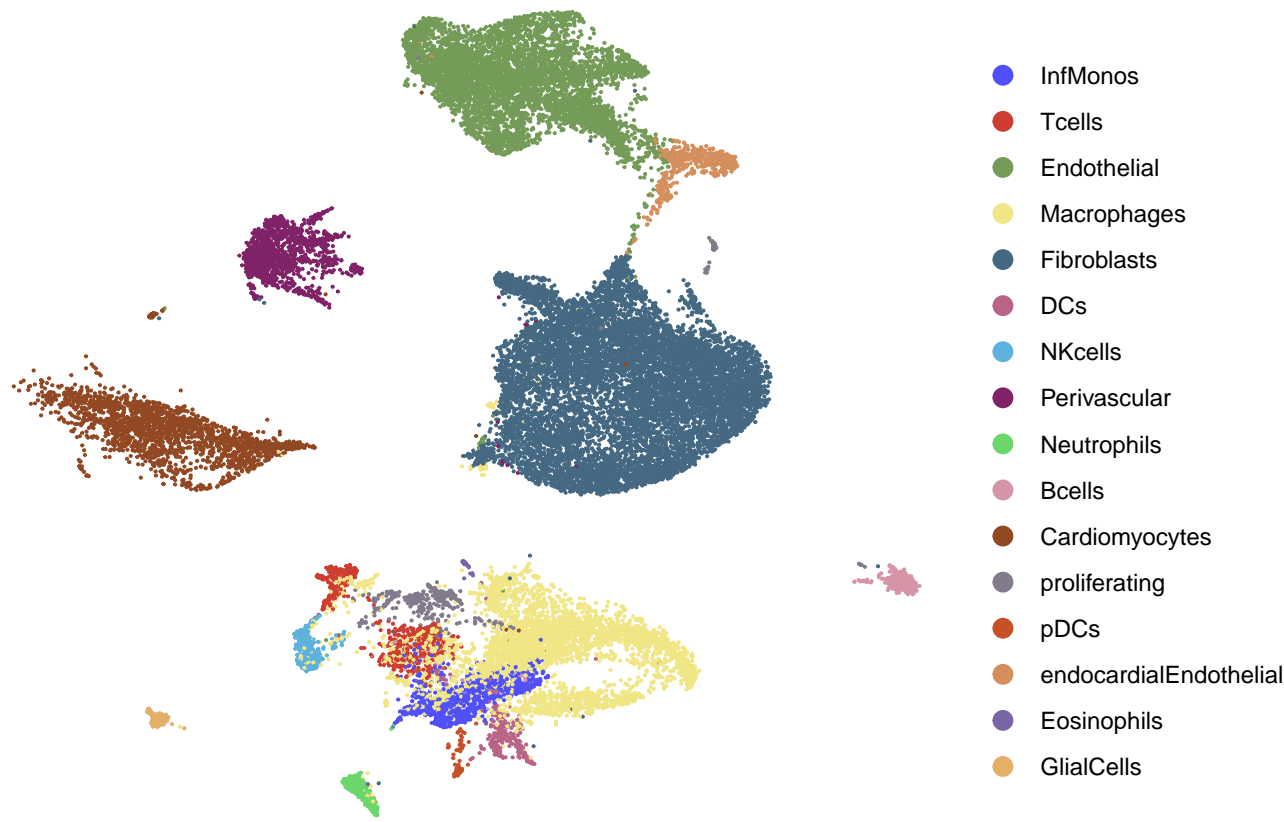 InfMonos
Tcells
Endothelial
Macrophages
Fibroblasts
DCs
NKcells
Perivascular
Neutrophils
Bcells
Cardiomyocytes
proliferating
pDCs
endocardialEndothelial
Eosinophils
GlialCells